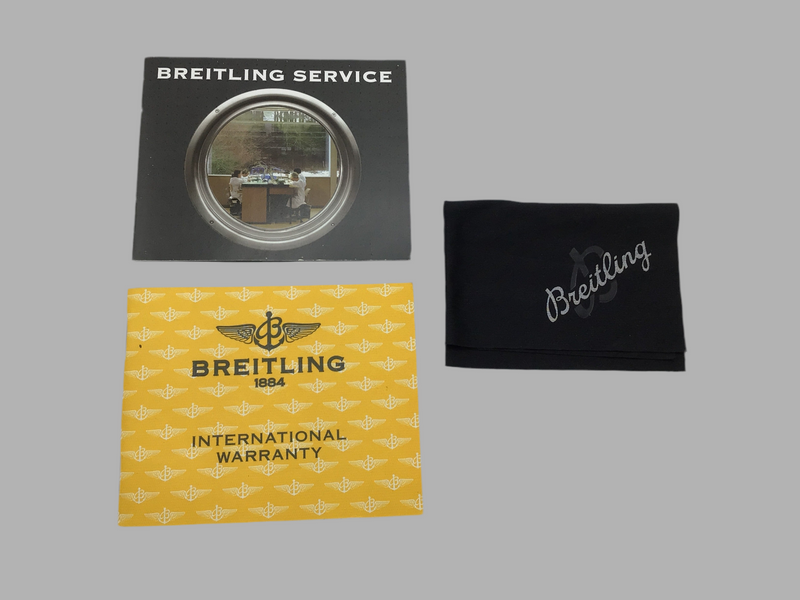 BREITLING SERVICE
BREITLING
1884
INTERNATIONAL
WARRANTY
Breitling